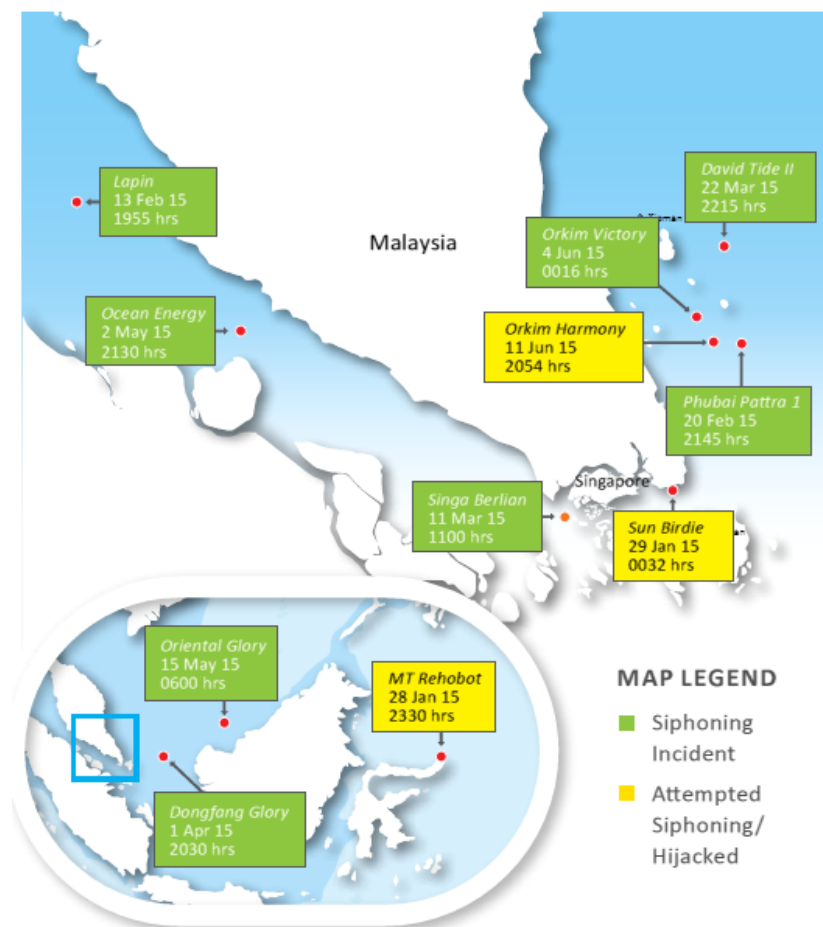 Lapin
13 Feb 15
1955 hrs
Malaysia
David Tide II
22 Mar 15
2215 hrs
Orkim Victory
4 Jun 15
0016 hrs
Ocean Energy
2 May 15
2130 hrs
Orkim Harmony
11 Jun 15
2054 hrs
Phubai Pattra 1
20 Feb 15
2145 hrs
Singapore
Singa Berlian
11 Mar 15
1100 hrs
Sun Birdie
29 Jan 15
0032 hrs
Oriental Glory
15 May 15
0600 hrs
MT Rehobot
28 Jan 15
2330 hrs
Dongfang Glory
1 Apr 15
2030 hrs
MAP LEGEND
Siphoning
Incident
Attempted
Siphoning/
Hijacked